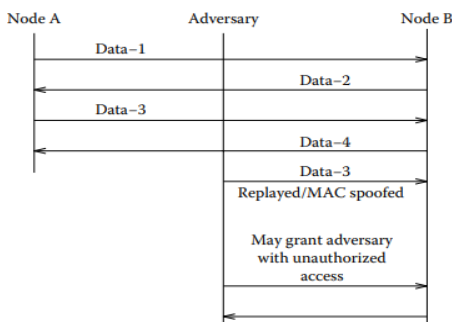 Node A
Adversary
Node B
Data–1
Data–2
Data–3
Data–4
Data–3
Replayed/MAC spoofed
May grant adversary
with unauthorized
access